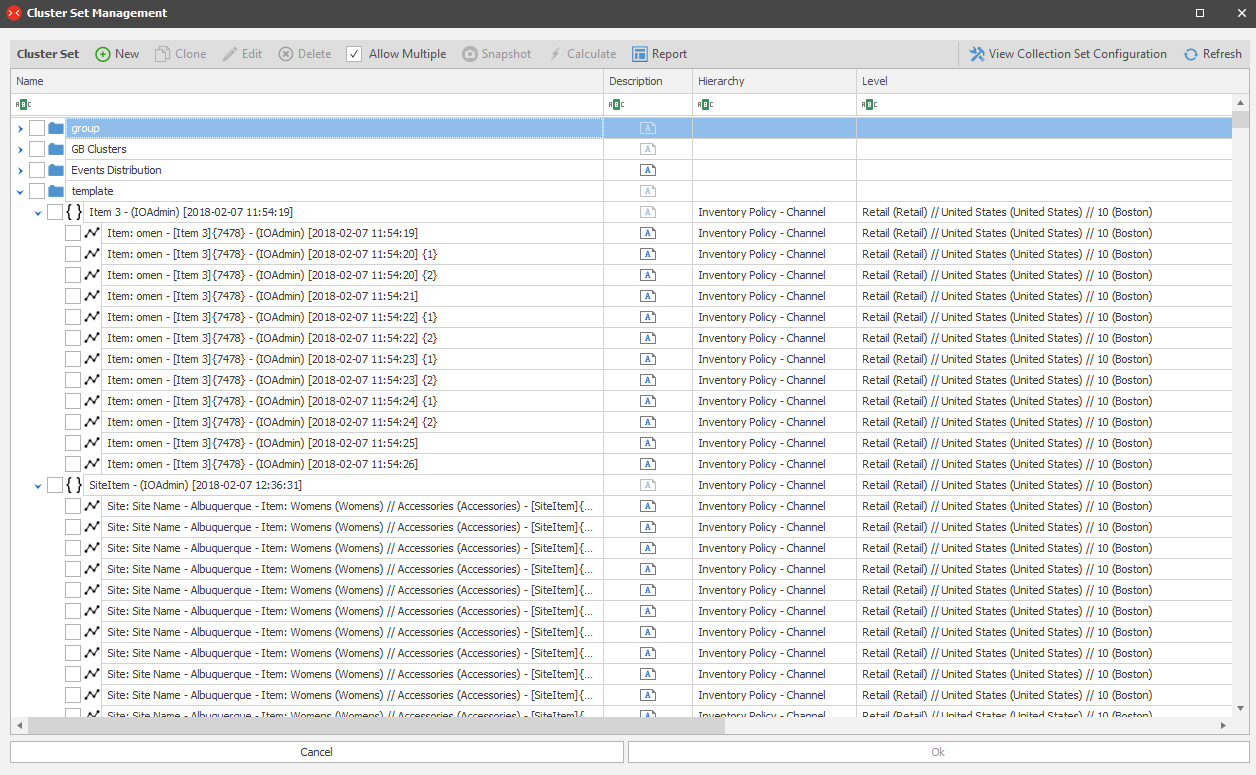 Cluster Set Management
Cluster Set New Clone Edit Delete Allow Multiple Snapshot Calculate Report View Collection Set Configuration Refresh
Name Description Hierarchy Level
ABC ABC ABC ABC
group A
GB Clusters A
Events Distribution A
template A
{ } Item 3 - (IOAdmin) [2018-02-07 11:54:19] A Inventory Policy - Channel Retail (Retail) // United States (United States) // 10 (Boston)
Item: omen - [Item 3]{7478} - (IOAdmin) [2018-02-07 11:54:19] A Inventory Policy - Channel Retail (Retail) // United States (United States) // 10 (Boston)
Item: omen - [Item 3]{7478} - (IOAdmin) [2018-02-07 11:54:20] {1} A Inventory Policy - Channel Retail (Retail) // United States (United States) // 10 (Boston)
Item: omen - [Item 3]{7478} - (IOAdmin) [2018-02-07 11:54:20] {2} A Inventory Policy - Channel Retail (Retail) // United States (United States) // 10 (Boston)
Item: omen - [Item 3]{7478} - (IOAdmin) [2018-02-07 11:54:21] A Inventory Policy - Channel Retail (Retail) // United States (United States) // 10 (Boston)
Item: omen - [Item 3]{7478} - (IOAdmin) [2018-02-07 11:54:22] {1} A Inventory Policy - Channel Retail (Retail) // United States (United States) // 10 (Boston)
Item: omen - [Item 3]{7478} - (IOAdmin) [2018-02-07 11:54:22] {2} A Inventory Policy - Channel Retail (Retail) // United States (United States) // 10 (Boston)
Item: omen - [Item 3]{7478} - (IOAdmin) [2018-02-07 11:54:23] {1} A Inventory Policy - Channel Retail (Retail) // United States (United States) // 10 (Boston)
Item: omen - [Item 3]{7478} - (IOAdmin) [2018-02-07 11:54:23] {2} A Inventory Policy - Channel Retail (Retail) // United States (United States) // 10 (Boston)
Item: omen - [Item 3]{7478} - (IOAdmin) [2018-02-07 11:54:24] {1} A Inventory Policy - Channel Retail (Retail) // United States (United States) // 10 (Boston)
Item: omen - [Item 3]{7478} - (IOAdmin) [2018-02-07 11:54:24] {2} A Inventory Policy - Channel Retail (Retail) // United States (United States) // 10 (Boston)
Item: omen - [Item 3]{7478} - (IOAdmin) [2018-02-07 11:54:25] A Inventory Policy - Channel Retail (Retail) // United States (United States) // 10 (Boston)
Item: omen - [Item 3]{7478} - (IOAdmin) [2018-02-07 11:54:26] A Inventory Policy - Channel Retail (Retail) // United States (United States) // 10 (Boston)
{ } SiteItem - (IOAdmin) [2018-02-07 12:36:31] A Inventory Policy - Channel Retail (Retail) // United States (United States) // 10 (Boston)
Site: Site Name - Albuquerque - Item: Womens (Womens) // Accessories (Accessories) - [SiteItem]{... A Inventory Policy - Channel Retail (Retail) // United States (United States) // 10 (Boston)
Site: Site Name - Albuquerque - Item: Womens (Womens) // Accessories (Accessories) - [SiteItem]{... A Inventory Policy - Channel Retail (Retail) // United States (United States) // 10 (Boston)
Site: Site Name - Albuquerque - Item: Womens (Womens) // Accessories (Accessories) - [SiteItem]{... A Inventory Policy - Channel Retail (Retail) // United States (United States) // 10 (Boston)
Site: Site Name - Albuquerque - Item: Womens (Womens) // Accessories (Accessories) - [SiteItem]{... A Inventory Policy - Channel Retail (Retail) // United States (United States) // 10 (Boston)
Site: Site Name - Albuquerque - Item: Womens (Womens) // Accessories (Accessories) - [SiteItem]{... A Inventory Policy - Channel Retail (Retail) // United States (United States) // 10 (Boston)
Site: Site Name - Albuquerque - Item: Womens (Womens) // Accessories (Accessories) - [SiteItem]{... A Inventory Policy - Channel Retail (Retail) // United States (United States) // 10 (Boston)
Site: Site Name - Albuquerque - Item: Womens (Womens) // Accessories (Accessories) - [SiteItem]{... A Inventory Policy - Channel Retail (Retail) // United States (United States) // 10 (Boston)
Site: Site Name - Albuquerque - Item: Womens (Womens) // Accessories (Accessories) - [SiteItem]{... A Inventory Policy - Channel Retail (Retail) // United States (United States) // 10 (Boston)
Site: Site Name - Albuquerque - Item: Womens (Womens) // Accessories (Accessories) - [SiteItem]{... A Inventory Policy - Channel Retail (Retail) // United States (United States) // 10 (Boston)
Site: Site Name - Albuquerque - Item: Womens (Womens) // Accessories (Accessories) - [SiteItem]{... A Inventory Policy - Channel Retail (Retail) // United States (United States) // 10 (Boston)
Cancel Ok